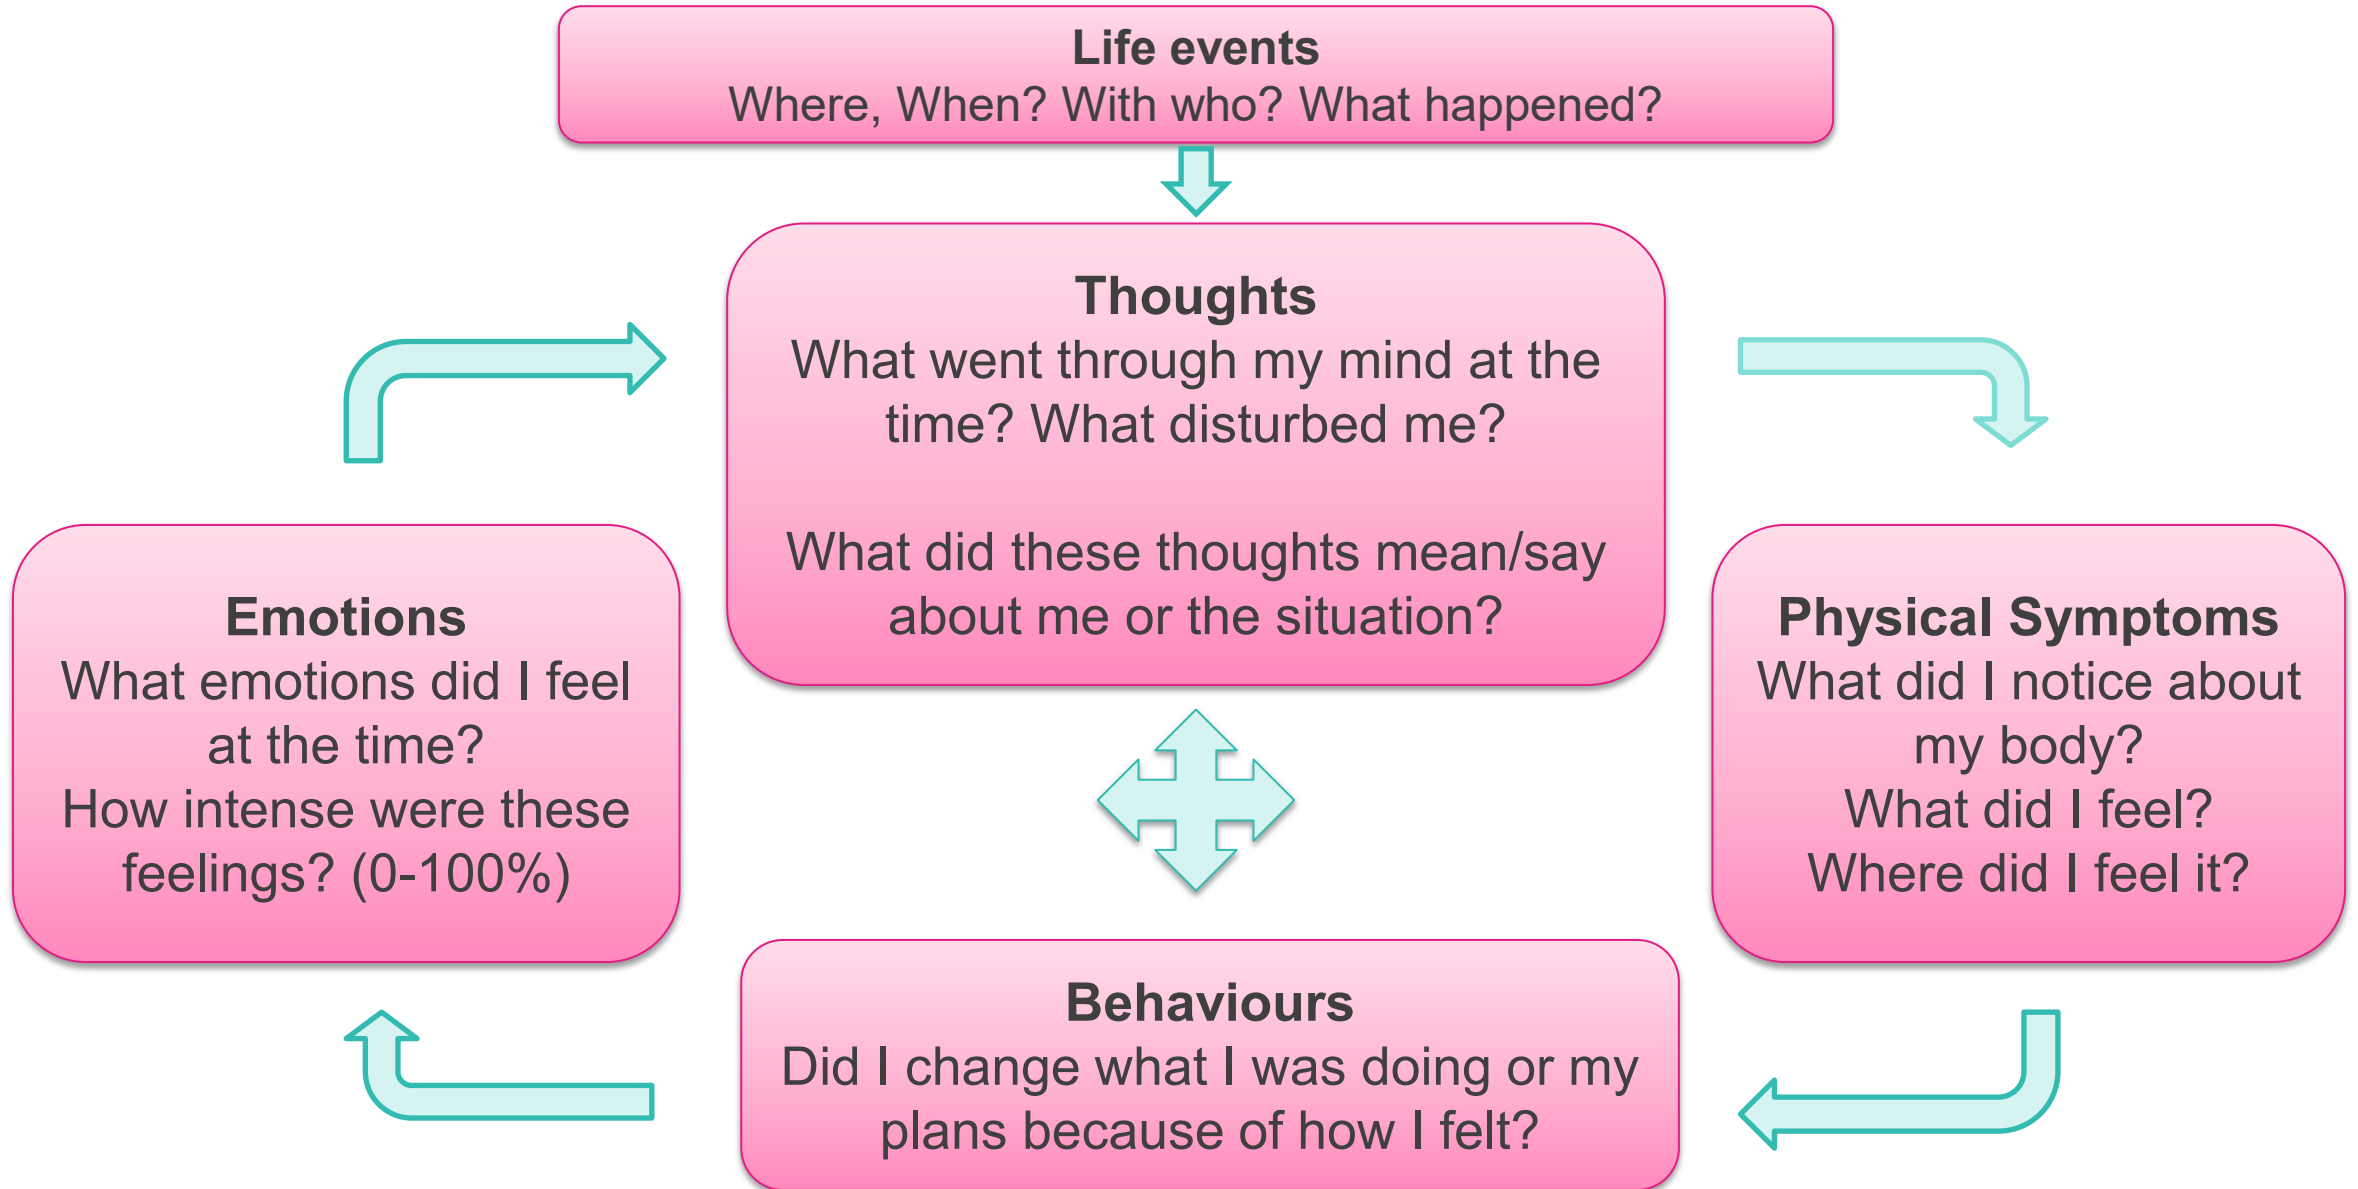 Life events
Where, When? With who? What happened?
Thoughts
What went through my mind at the
time? What disturbed me?
What did these thoughts mean/say
about me or the situation?
Emotions
What emotions did I feel
at the time?
How intense were these
feelings? (0-100%)
Physical Symptoms
What did I notice about
my body?
What did I feel?
Where did I feel it?
Behaviours
Did I change what I was doing or my
plans because of how I felt?